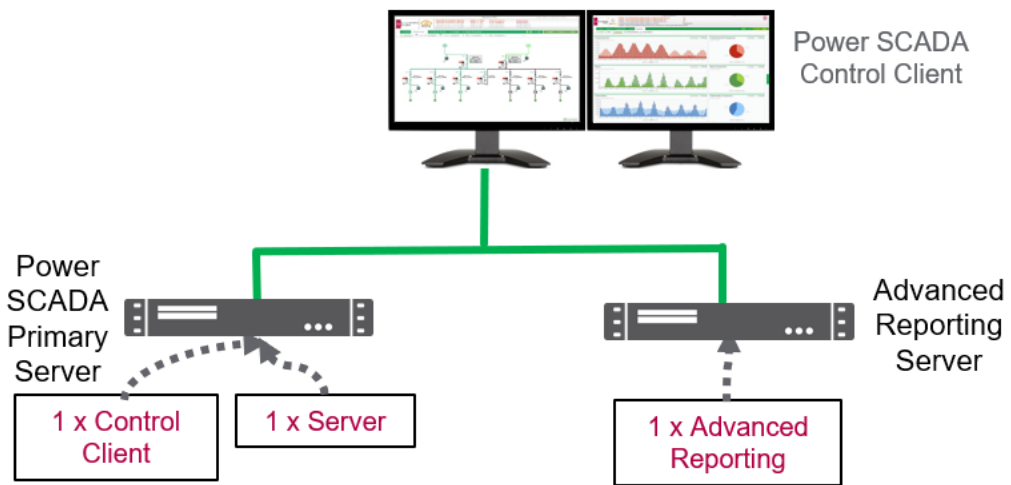 Power SCADA
Control Client
Power
SCADA
Primary
Server
Advanced
Reporting
Server
1 x Control
Client
1 x Server
1 x Advanced
Reporting